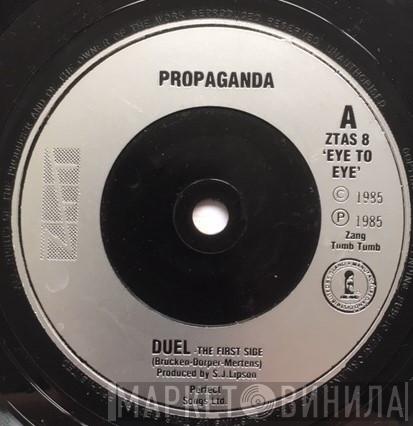 PROPAGANDA
A
ZTAS 8
'EYE TO
EYE'
© 1985
Ⓟ 1985
Zang
Tumb Tumb
DUEL - THE FIRST SIDE
(Brucken-Dorper-Mertens)
Produced by S.J.Lipson
Perfect
Songs Ltd.
МАРКЕТ ВИНИЛА